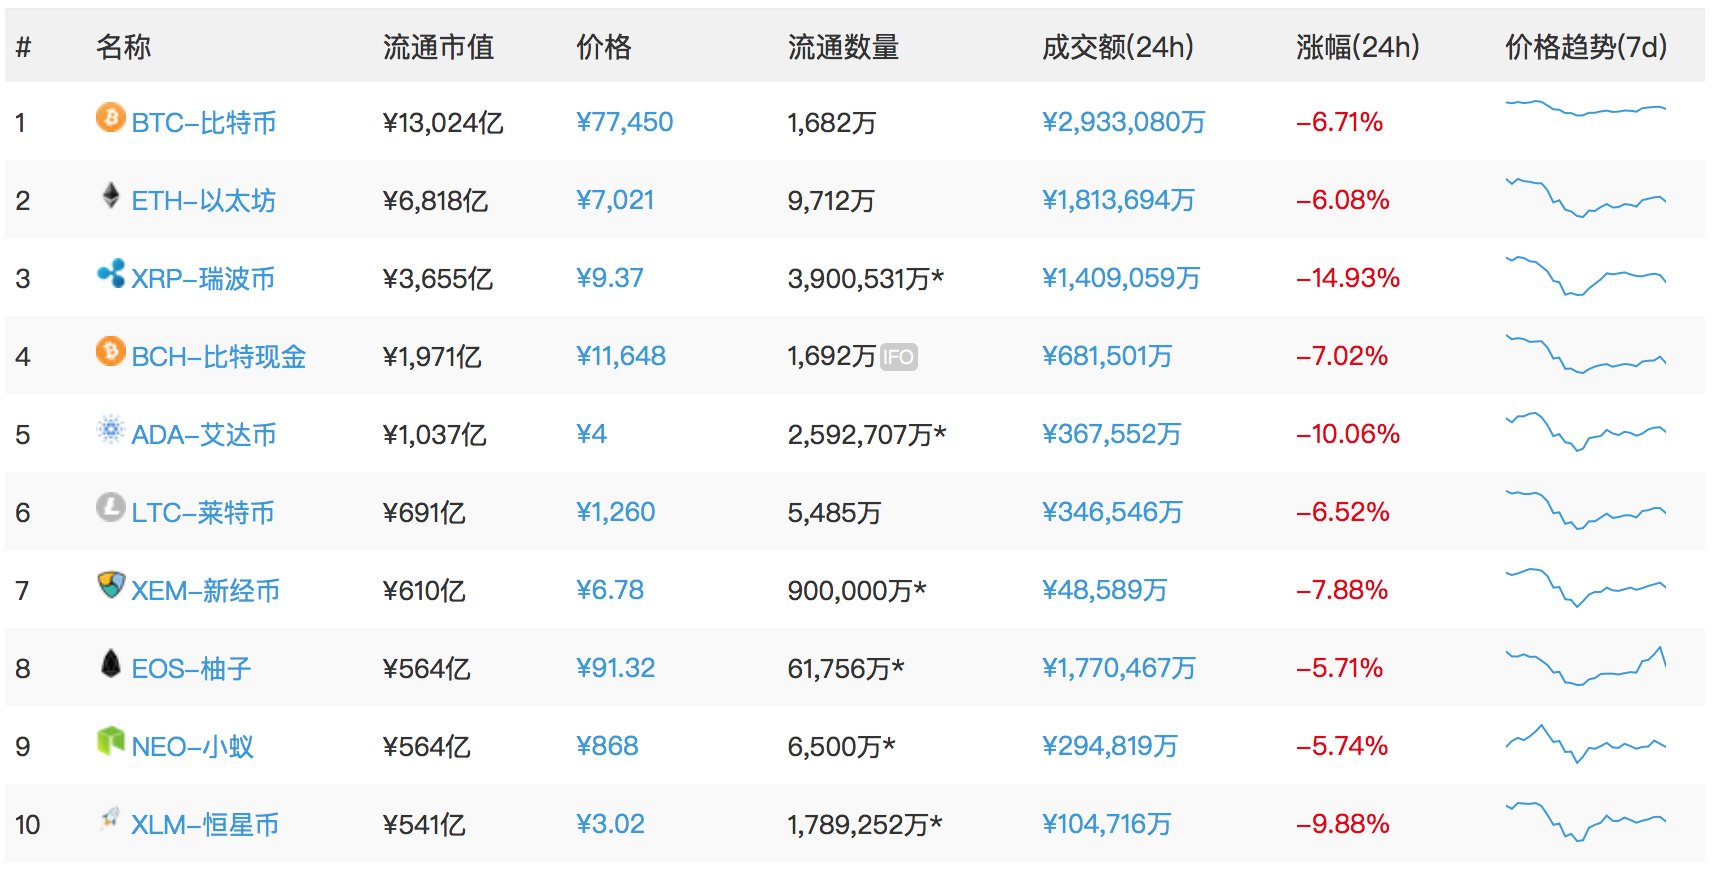 # 名称 流通市值 价格 流通数量 成交额(24h) 涨幅(24h) 价格趋势(7d)
1 BTC-比特币 ¥13,024亿 ¥77,450 1,682万 ¥2,933,080万 -6.71%
2 ETH-以太坊 ¥6,818亿 ¥7,021 9,712万 ¥1,813,694万 -6.08%
3 XRP-瑞波币 ¥3,655亿 ¥9.37 3,900,531万* ¥1,409,059万 -14.93%
4 BCH-比特现金 ¥1,971亿 ¥11,648 1,692万 IFO ¥681,501万 -7.02%
5 ADA-艾达币 ¥1,037亿 ¥4 2,592,707万* ¥367,552万 -10.06%
6 LTC-莱特币 ¥691亿 ¥1,260 5,485万 ¥346,546万 -6.52%
7 XEM-新经币 ¥610亿 ¥6.78 900,000万* ¥48,589万 -7.88%
8 EOS-柚子 ¥564亿 ¥91.32 61,756万* ¥1,770,467万 -5.71%
9 NEO-小蚁 ¥564亿 ¥868 6,500万* ¥294,819万 -5.74%
10 XLM-恒星币 ¥541亿 ¥3.02 1,789,252万* ¥104,716万 -9.88%